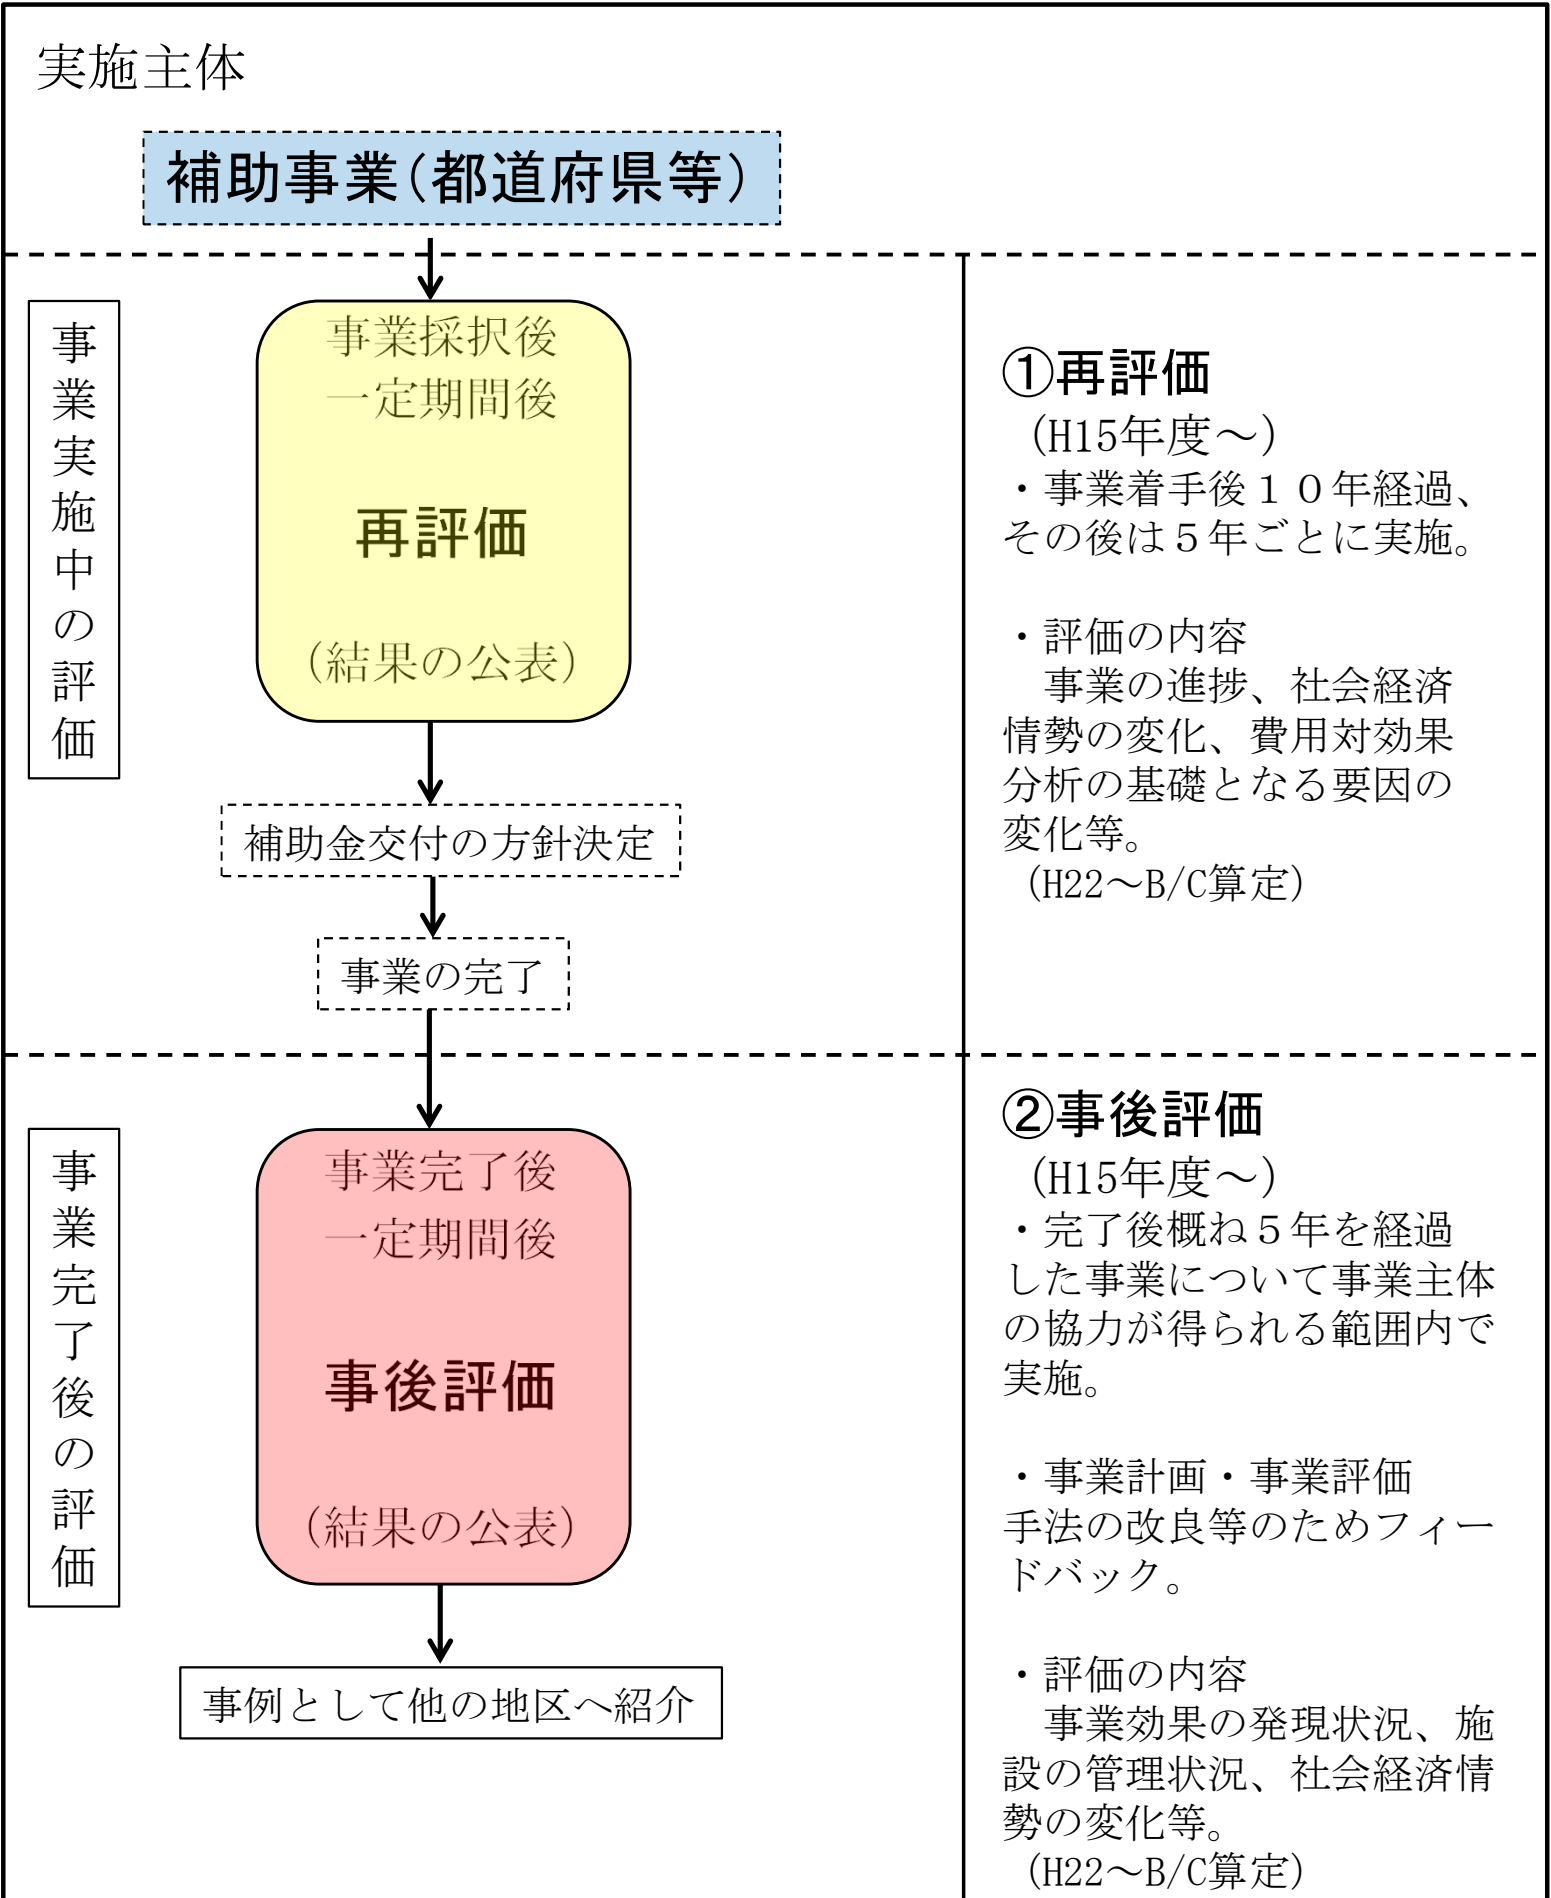 実施主体
補助事業(都道府県等)
事業実施中の評価
事業採択後
一定期間後
再評価
(結果の公表)
補助金交付の方針決定
事業の完了
①再評価
(H15年度～)
・事業着手後１０年経過、
その後は５年ごとに実施。
・評価の内容
事業の進捗、社会経済
情勢の変化、費用対効果
分析の基礎となる要因の
変化等。
(H22～B/C算定)
事業完了後の評価
事業完了後
一定期間後
事後評価
(結果の公表)
事例として他の地区へ紹介
②事後評価
(H15年度～)
・完了後概ね５年を経過
した事業について事業主体
の協力が得られる範囲内で
実施。
・事業計画・事業評価
手法の改良等のためフィー
ドバック。
・評価の内容
事業効果の発現状況、施
設の管理状況、社会経済情
勢の変化等。
(H22～B/C算定)